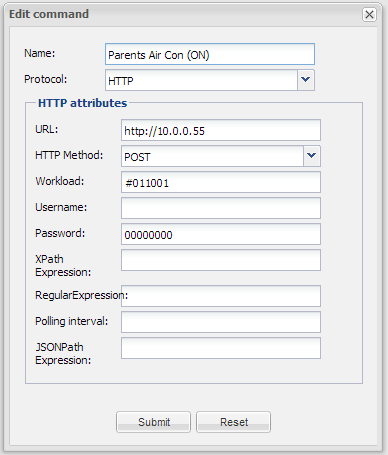 Edit command
Name: Parents Air Con (ON)
Protocol: HTTP
HTTP attributes
URL: http://10.0.0.55
HTTP Method: POST
Workload: #011001
Username:
Password: 00000000
XPath
Expression:
RegularExpression:
Polling interval:
JSONPath
Expression:
Submit Reset